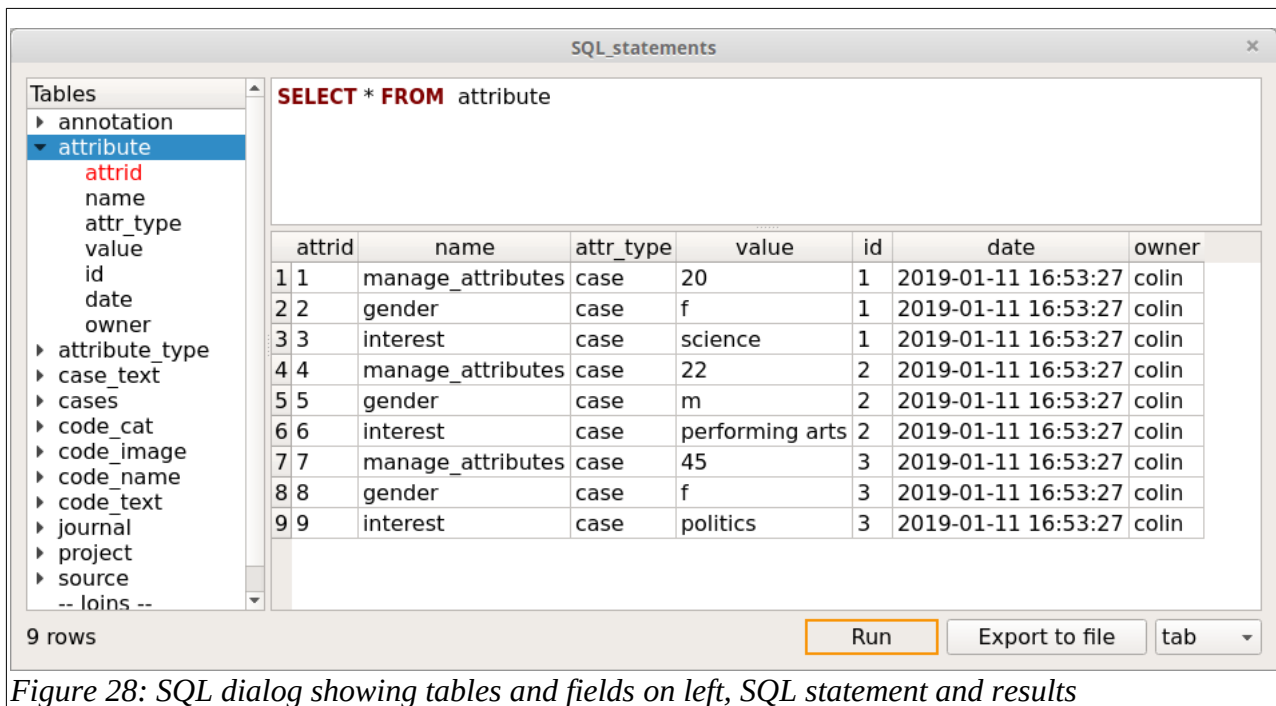 SQL_statements ×
Tables
annotation
attribute
attrid
name
attr_type
value
id
date
owner
attribute_type
case_text
cases
code_cat
code_image
code_name
code_text
journal
project
source
-- Joins --
SELECT * FROM attribute
attrid name attr_type value id date owner
1 1 manage_attributes case 20 1 2019-01-11 16:53:27 colin
2 2 gender case f 1 2019-01-11 16:53:27 colin
3 3 interest case science 1 2019-01-11 16:53:27 colin
4 4 manage_attributes case 22 2 2019-01-11 16:53:27 colin
5 5 gender case m 2 2019-01-11 16:53:27 colin
6 6 interest case performing arts 2 2019-01-11 16:53:27 colin
7 7 manage_attributes case 45 3 2019-01-11 16:53:27 colin
8 8 gender case f 3 2019-01-11 16:53:27 colin
9 9 interest case politics 3 2019-01-11 16:53:27 colin
9 rows Run Export to file tab
Figure 28: SQL dialog showing tables and fields on left, SQL statement and results